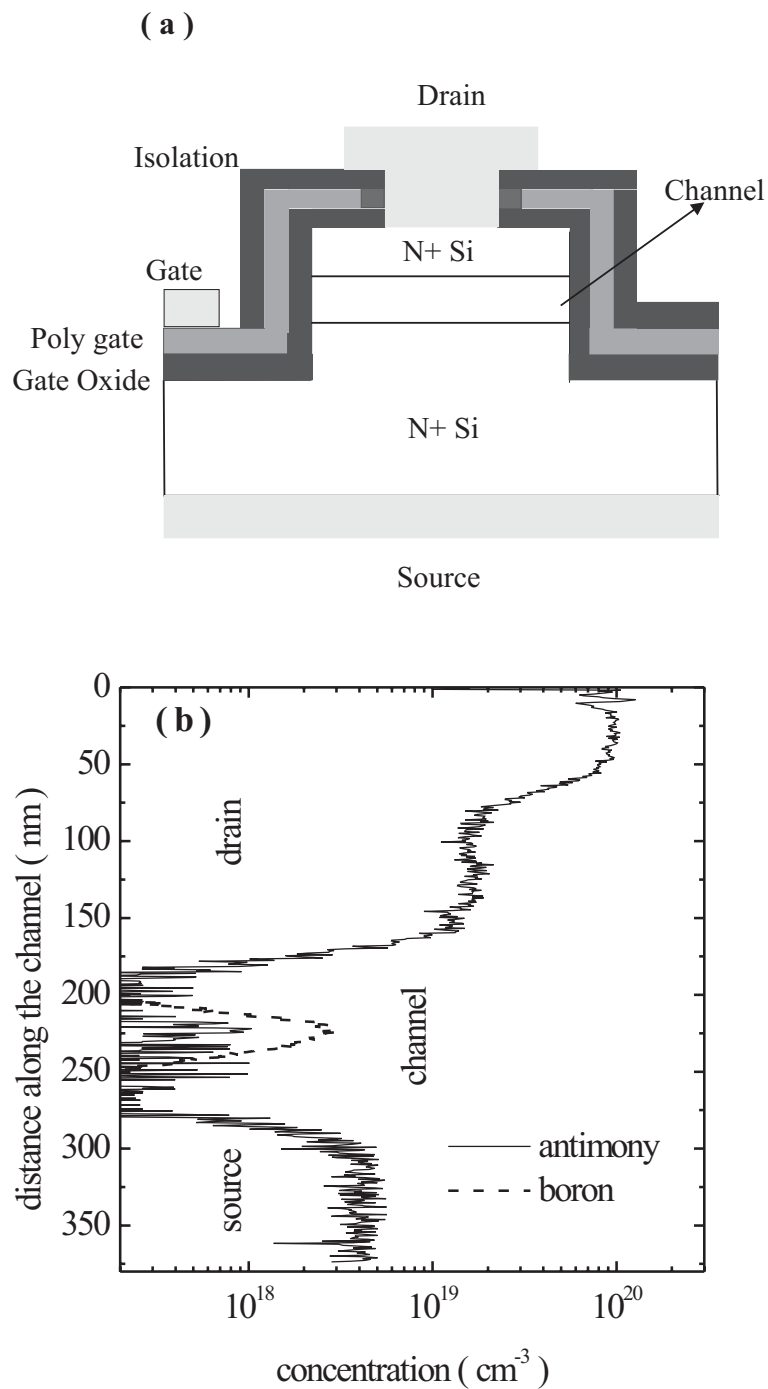 ( a )
Drain
Isolation
Channel
N+ Si
Gate
Poly gate
Gate Oxide
N+ Si
Source
( b )
0
50
100
150
200
250
300
350
distance along the channel ( nm )
drain
channel
source
antimony
boron
10^18
10^19
10^20
concentration ( cm^-3 )